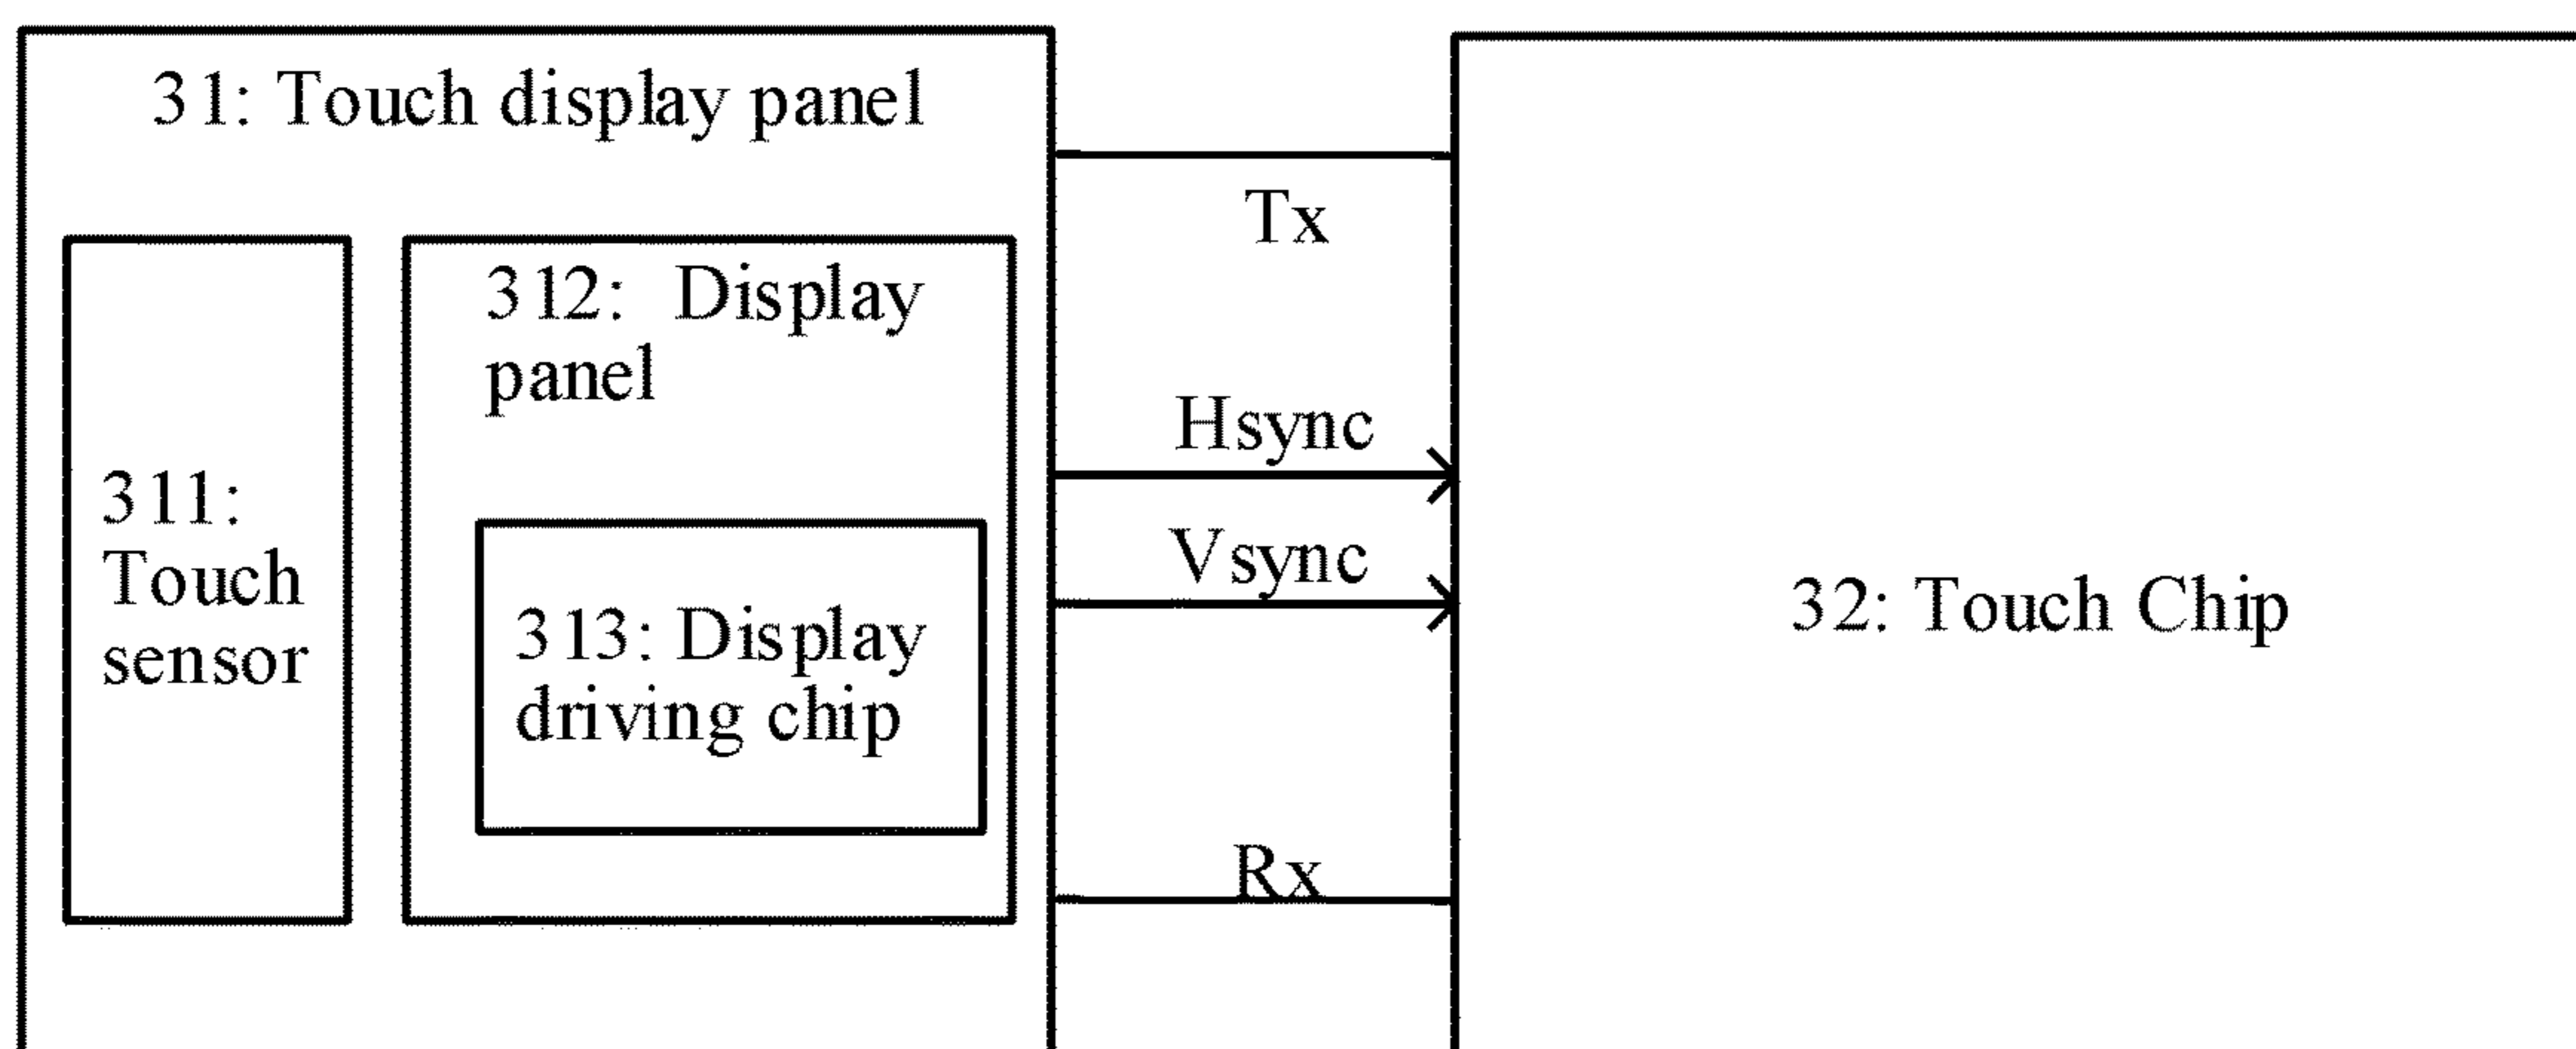 31: Touch display panel
311:
Touch
sensor
312: Display
panel
313: Display
driving chip
Tx
Hsync
Vsync
Rx
32: Touch Chip